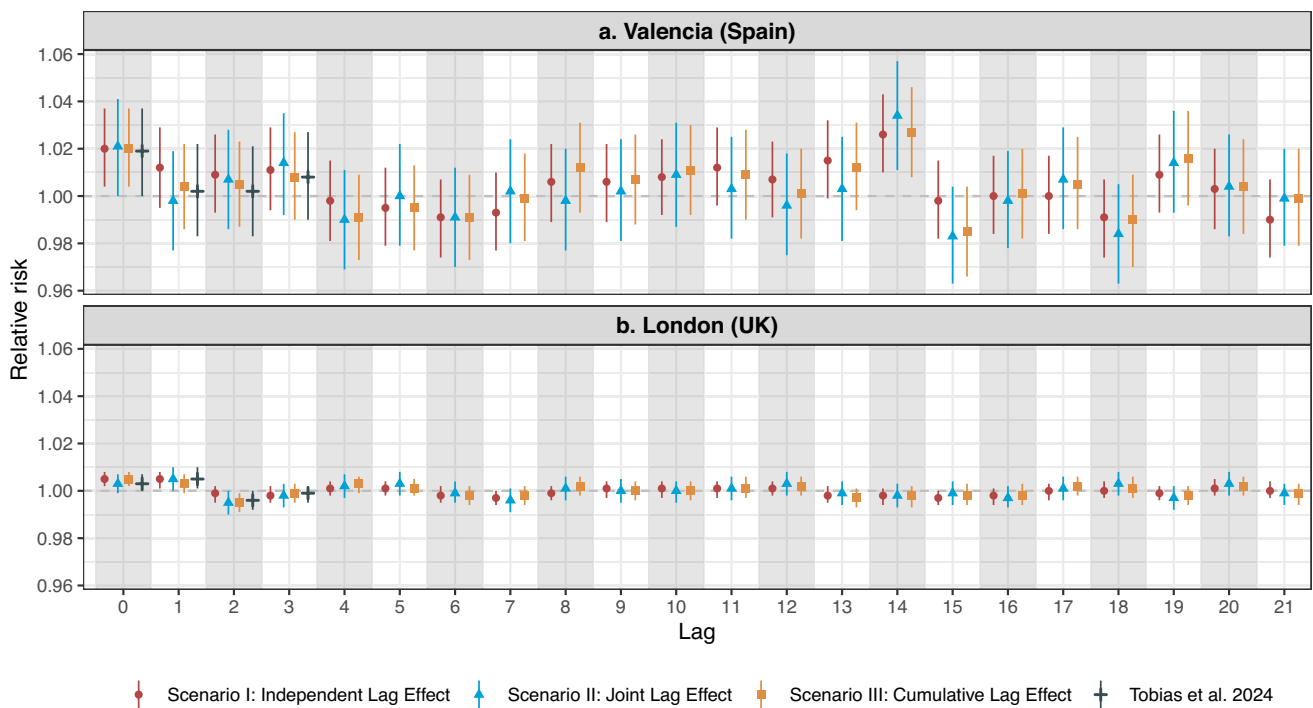 a. Valencia (Spain)
1.06
1.04
1.02
1.00
0.98
0.96
Relative risk
b. London (UK)
1.06
1.04
1.02
1.00
0.98
0.96
0 1 2 3 4 5 6 7 8 9 10 11 12 13 14 15 16 17 18 19 20 21
Lag
Scenario I: Independent Lag Effect Scenario II: Joint Lag Effect Scenario III: Cumulative Lag Effect Tobias et al. 2024